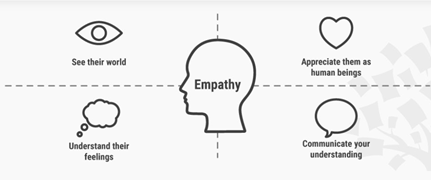 See their world
Appreciate them as
human beings
Empathy
Understand their
feelings
Communicate your
understanding